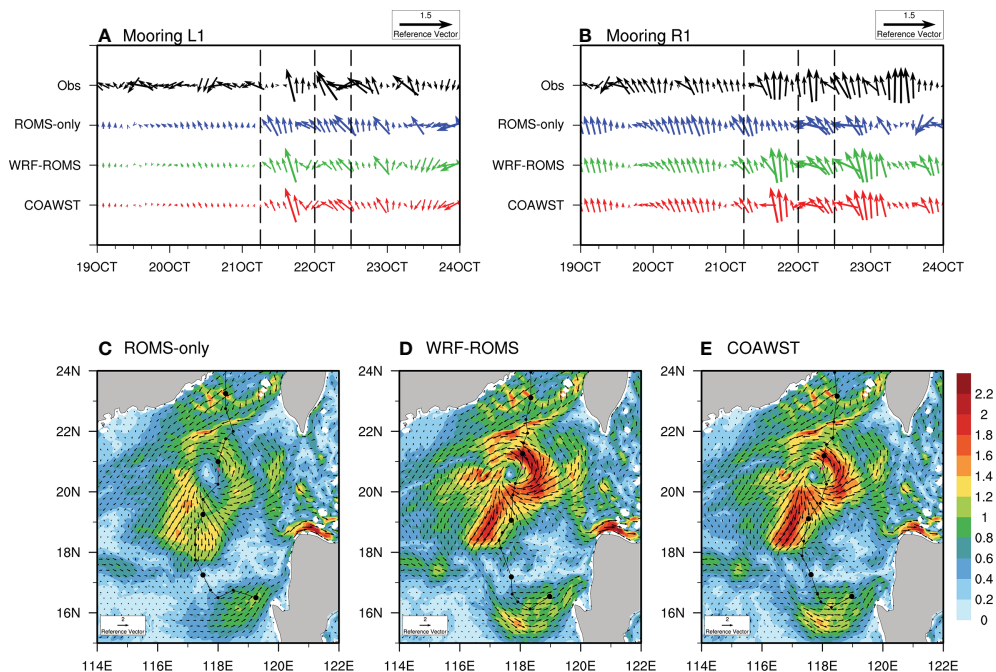 1.5
Reference Vector
1.5
Reference Vector
A Mooring L1
B Mooring R1
Obs
ROMS-only
WRF-ROMS
COAWST
19OCT 20OCT 21OCT 22OCT 23OCT 24OCT
Obs
ROMS-only
WRF-ROMS
COAWST
19OCT 20OCT 21OCT 22OCT 23OCT 24OCT
C ROMS-only
D WRF-ROMS
E COAWST
24N
22N
20N
18N
16N
2
Reference Vector
114E 116E 118E 120E 122E
24N
22N
20N
18N
16N
2
Reference Vector
114E 116E 118E 120E 122E
24N
22N
20N
18N
16N
2
Reference Vector
114E 116E 118E 120E 122E
2.2
2
1.8
1.6
1.4
1.2
1
0.8
0.6
0.4
0.2
0